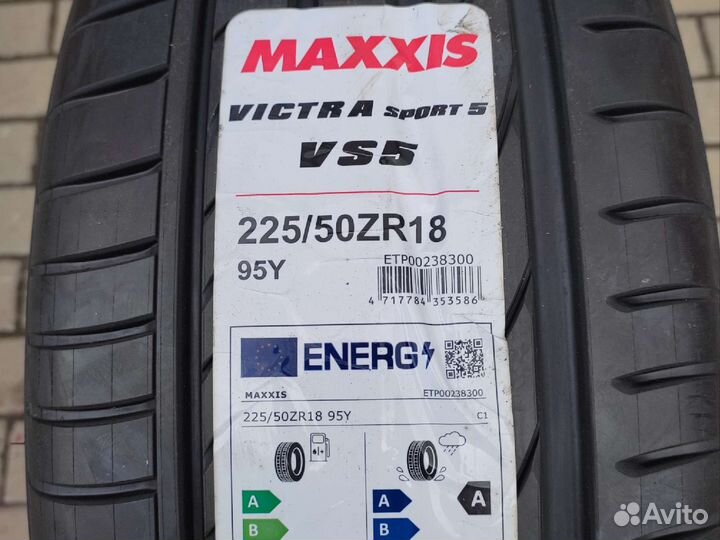 MAXXIS
VICTRA SPORT 5
VS5
225/50ZR18
95Y
ETP00238300
4 717784 353586
ENERG
MAXXIS
ETP00238300
225/50ZR18 95Y
C1
A
B
A
B
A
Avito